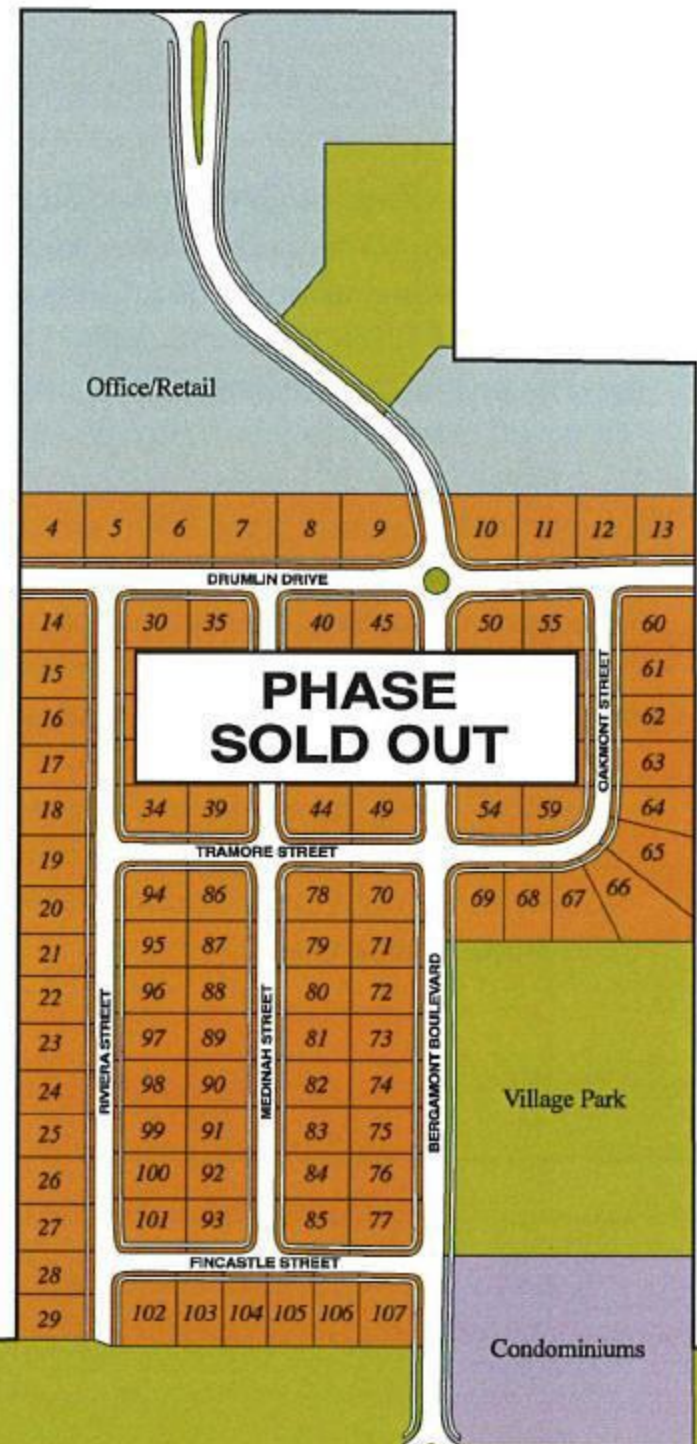 Office/Retail
4 5 6 7 8 9 10 11 12 13
DRUMLIN DRIVE
14 30 35 40 45 50 55 60
15 61
16 62
17 63
PHASE
SOLD OUT
OAKMONT STREET
18 34 39 44 49 54 59 64
TRAMORE STREET
19 65
20 94 86 78 70 69 68 67 66
21 95 87 79 71
22 96 88 80 72
23 97 89 81 73
RIVIERA STREET
MEDINAH STREET
BERGAMONT BOULEVARD
24 98 90 82 74
Village Park
25 99 91 83 75
26 100 92 84 76
27 101 93 85 77
FINCASTLE STREET
28
29 102 103 104 105 106 107
Condominiums